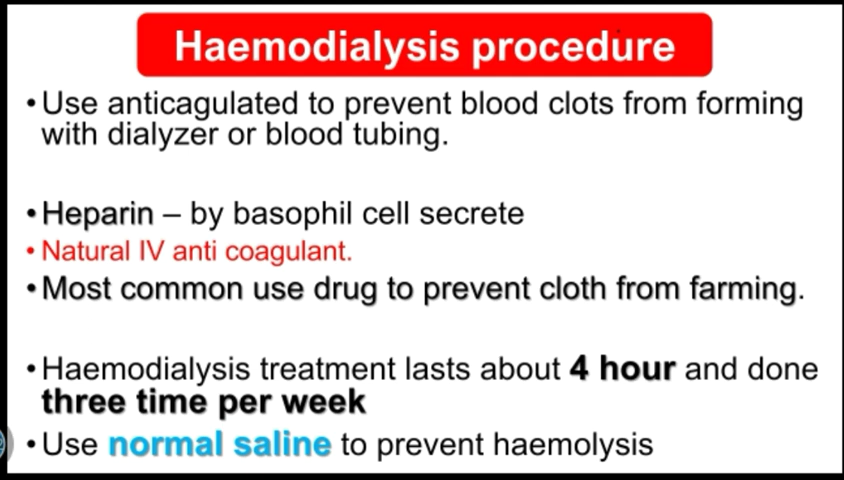 Haemodialysis procedure
• Use anticagulated to prevent blood clots from forming
with dialyzer or blood tubing.
• Heparin – by basophil cell secrete
• Natural IV anti coagulant.
• Most common use drug to prevent cloth from farming.
• Haemodialysis treatment lasts about 4 hour and done
three time per week
• Use normal saline to prevent haemolysis